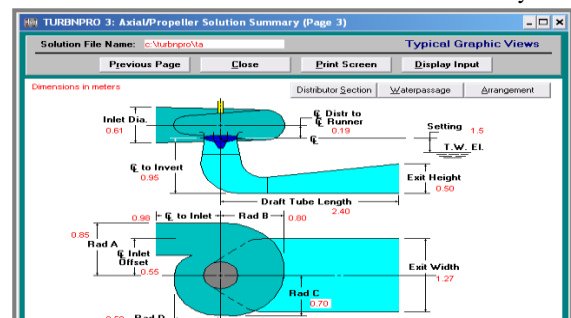 TURBNPRO 3: Axial/Propeller Solution Summary (Page 3)
Solution File Name: c:\turbnpro\ta Typical Graphic Views
Previous Page Close Print Screen Display Input
Dimensions in meters Distributor Section Waterpassage Arrangement
Inlet Dia.
0.61
℄ Distr to
Runner
0.19
℄
Setting 1.5
T.W. El.
℄ to Invert
0.95
Exit Height
0.50
Draft Tube Length
2.40
0.98 ℄ to Inlet Rad B 0.80
0.85
Rad A
℄ Inlet
Offset
0.55
Exit Width
1.27
Rad C
0.70
Rad D